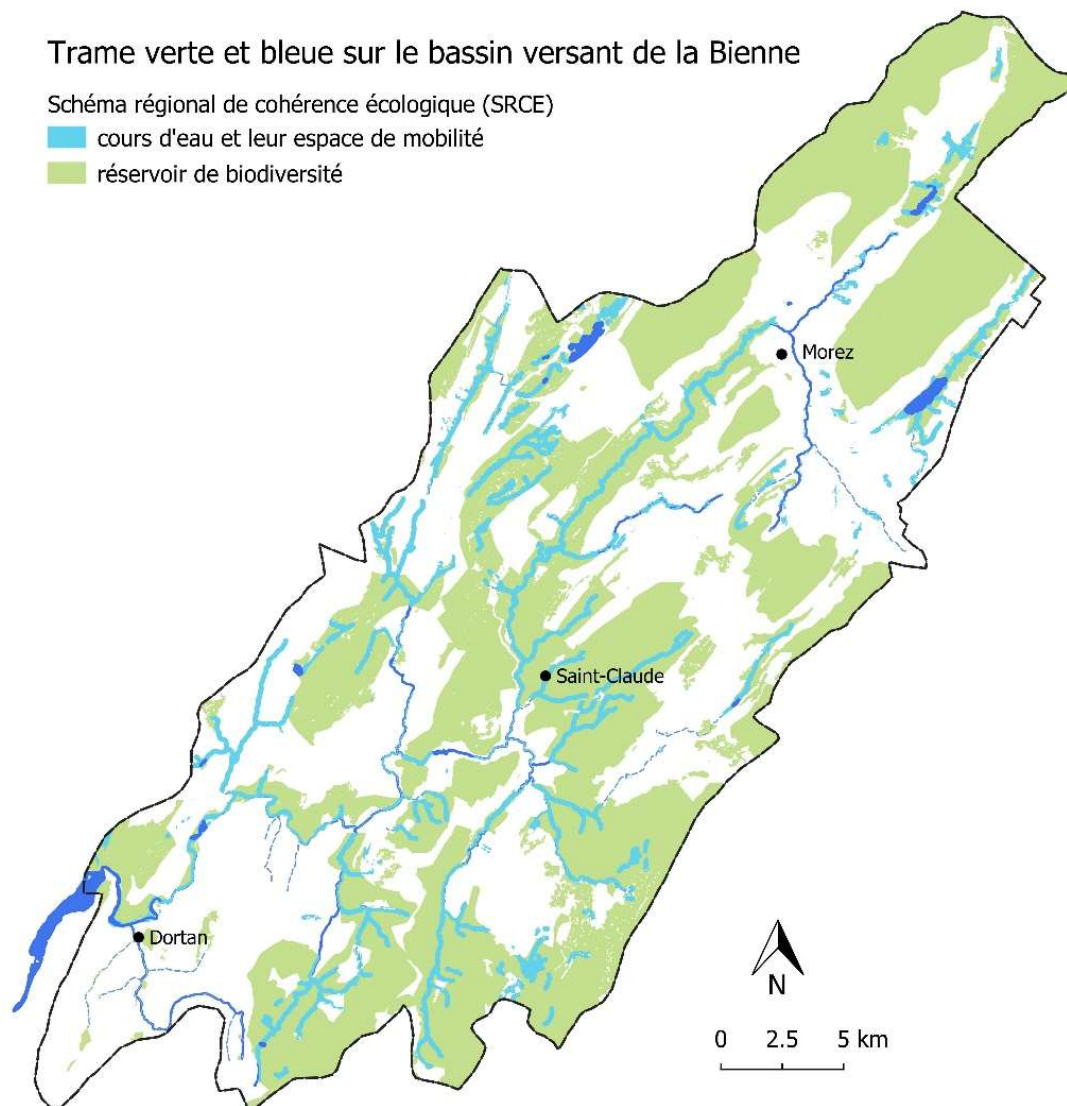 Trame verte et bleue sur le bassin versant de la Bienne
Schéma régional de cohérence écologique (SRCE)
cours d'eau et leur espace de mobilité
réservoir de biodiversité
Morez
Saint-Claude
Dortan
N
0 2.5 5 km